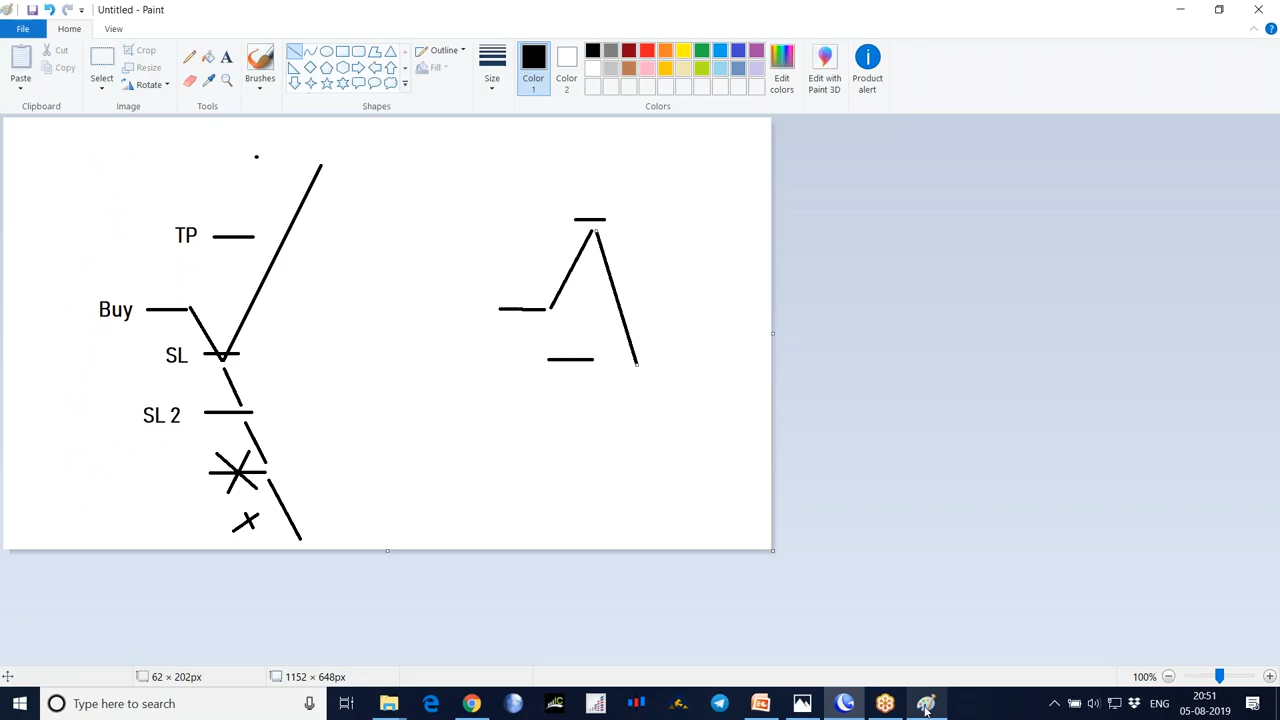 Untitled - Paint
File
Home
View
Paste
Cut
Copy
Clipboard
Select
Crop
Resize
Rotate
Image
A
Tools
Brushes
Outline
Fill
Shapes
Size
Color 1
Color 2
Edit colors
Colors
Edit with Paint 3D
Product alert
TP
Buy
SL
SL 2
62 × 202px
1152 × 648px
100%
Type here to search
ENG
20:51
05-08-2019